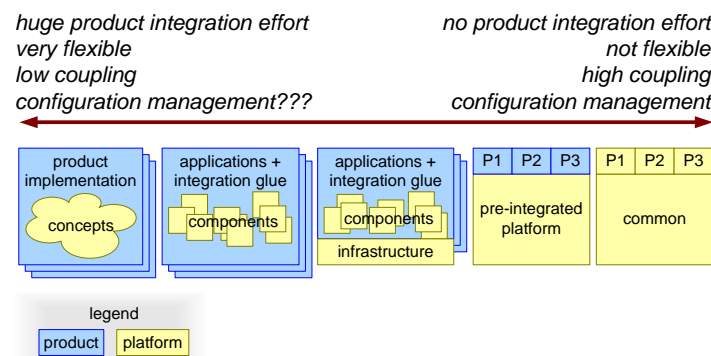 huge product integration effort
very flexible
low coupling
configuration management???
no product integration effort
not flexible
high coupling
configuration management
product
implementation
concepts
applications +
integration glue
components
applications +
integration glue
components
infrastructure
P1 P2 P3
pre-integrated
platform
P1 P2 P3
common
legend
product platform